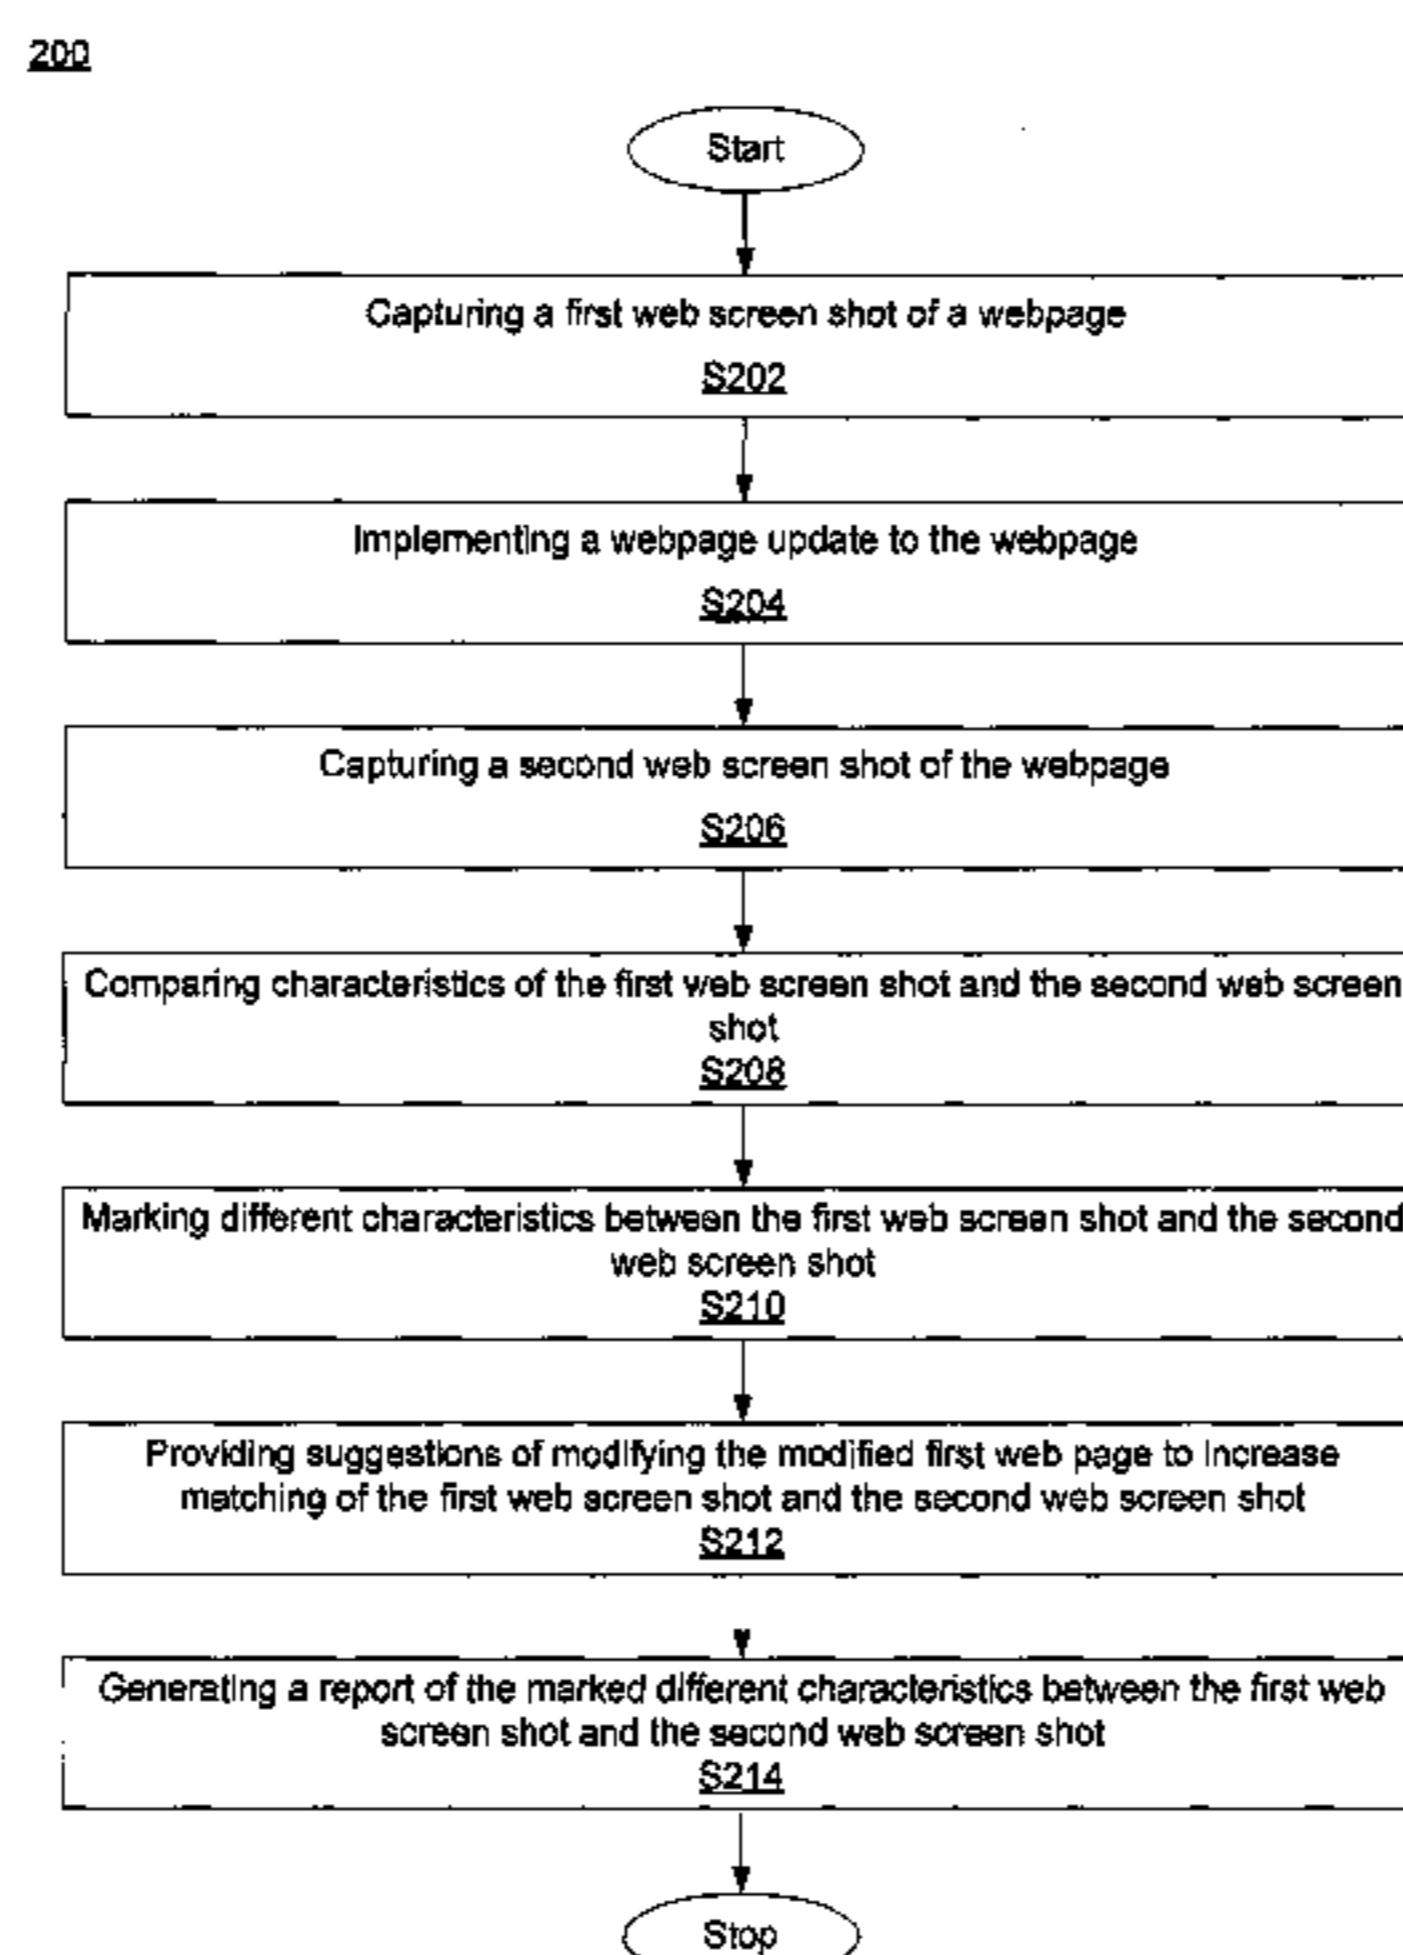 200
Start
Capturing a first web screen shot of a webpage
S202
Implementing a webpage update to the webpage
S204
Capturing a second web screen shot of the webpage
S206
Comparing characteristics of the first web screen shot and the second web screen
shot
S208
Marking different characteristics between the first web screen shot and the second
web screen shot
S210
Providing suggestions of modifying the modified first web page to increase
matching of the first web screen shot and the second web screen shot
S212
Generating a report of the marked different characteristics between the first web
screen shot and the second web screen shot
S214
Stop